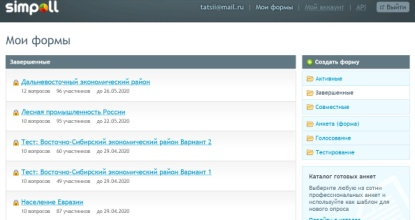 simpoll
tatsii@mail.ru Мои формы Мой аккаунт API Выйти
Мои формы
Завершенные
Дальневосточный экономический район
12 вопросов 96 участников до 26.05.2020
Лесная промышленность России
10 вопросов 95 участников до 22.05.2020
Тест: Восточно-Сибирский экономический район Вариант 2
10 вопросов 60 участников до 29.04.2020
Тест: Восточно-Сибирский экономический район Вариант 1
10 вопросов 49 участников до 29.04.2020
Население Евразии
10 вопросов 87 участников до 29.04.2020
Создать форму
Активные
Завершенные
Совместные
Анкета (форма)
Голосование
Тестирование
Каталог готовых анкет
Выберите любую из сотни
профессиональных анкет и
используйте как шаблон для
нового опроса